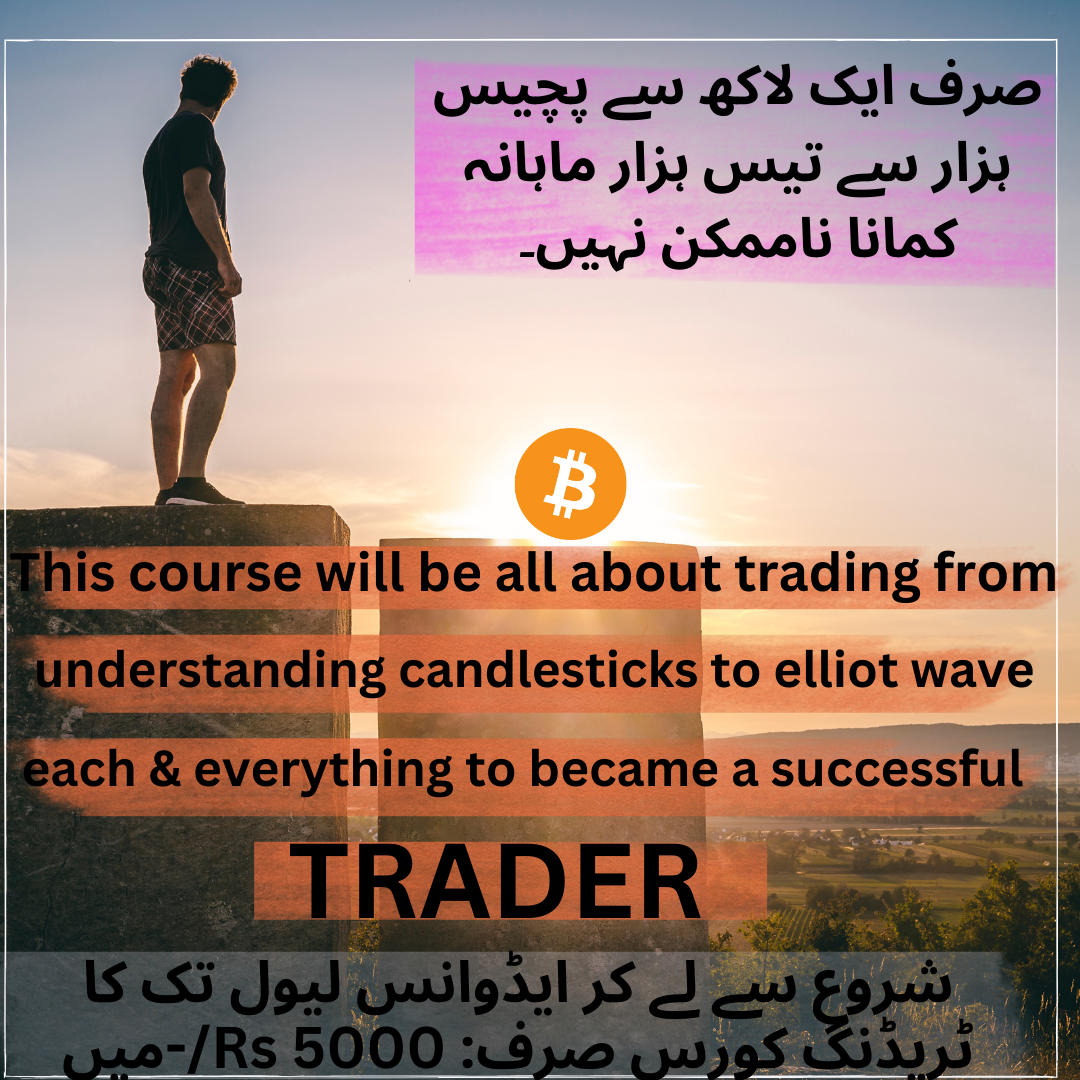 صرف ایک لاکھ سے پچیس
ہزار سے تیس ہزار ماہانہ
کمانا ناممکن نہیں۔
This course will be all about trading from
understanding candlesticks to elliot wave
each & everything to became a successful
TRADER
شروع سے لے کر ایڈوانس لیول تک کا
ٹریڈنگ کورس صرف: Rs 5000/-میں